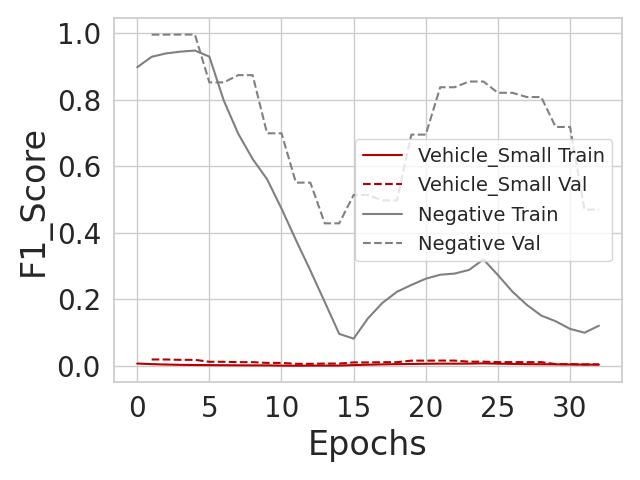 1.0
0.8
0.6
0.4
0.2
0.0
F1_Score
Vehicle_Small Train
Vehicle_Small Val
Negative Train
Negative Val
0 5 10 15 20 25 30
Epochs